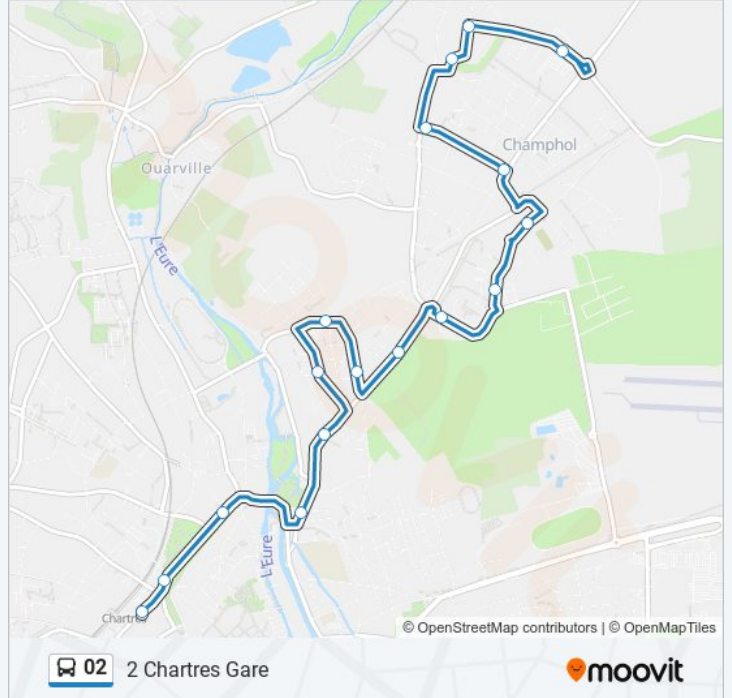 Champhol
Ouarville
L'Eure
L'Eure
Chartres
© OpenStreetMap contributors | © OpenMapTiles
02 2 Chartres Gare
moovit